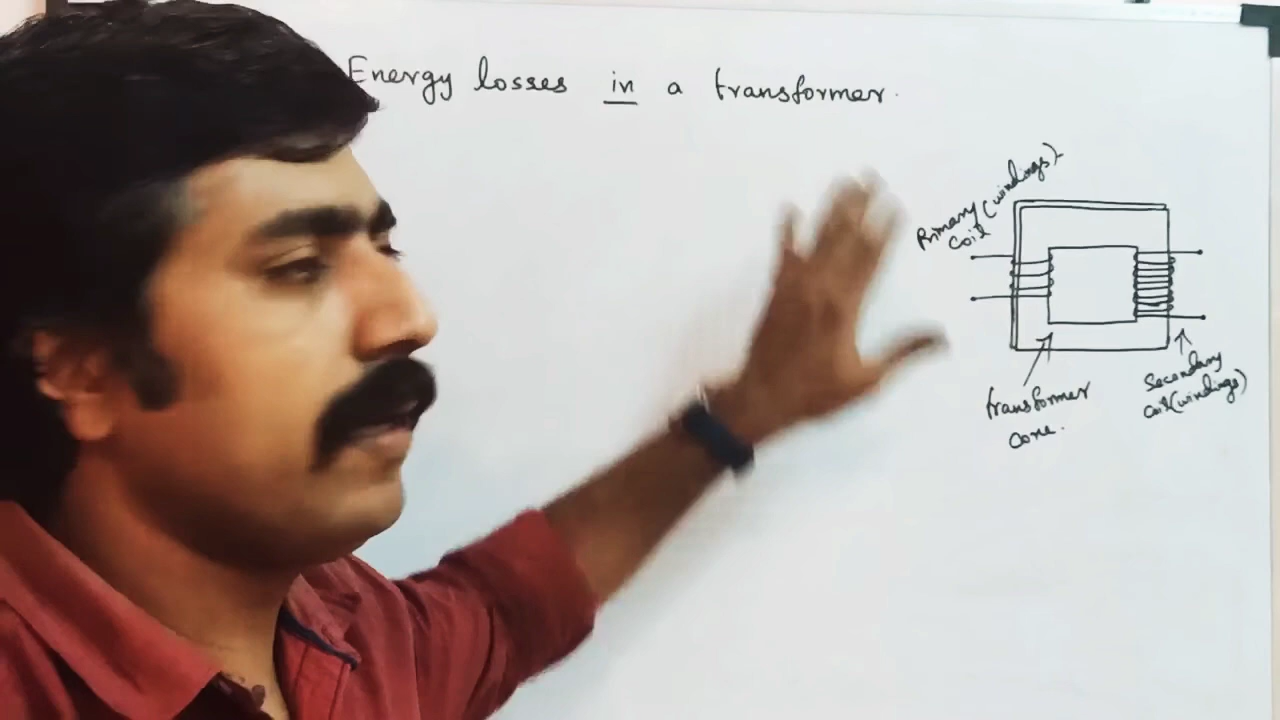 Energy losses in a transformer.
Primary (windings)
Coil
transformer
core.
Secondary
coil (windings)